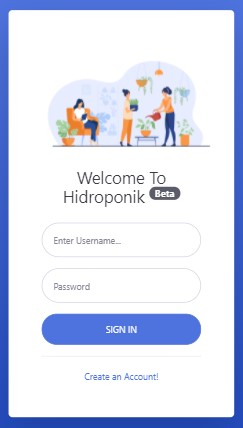 Welcome To
Hidroponik Beta
Enter Username...
Password
SIGN IN
Create an Account!